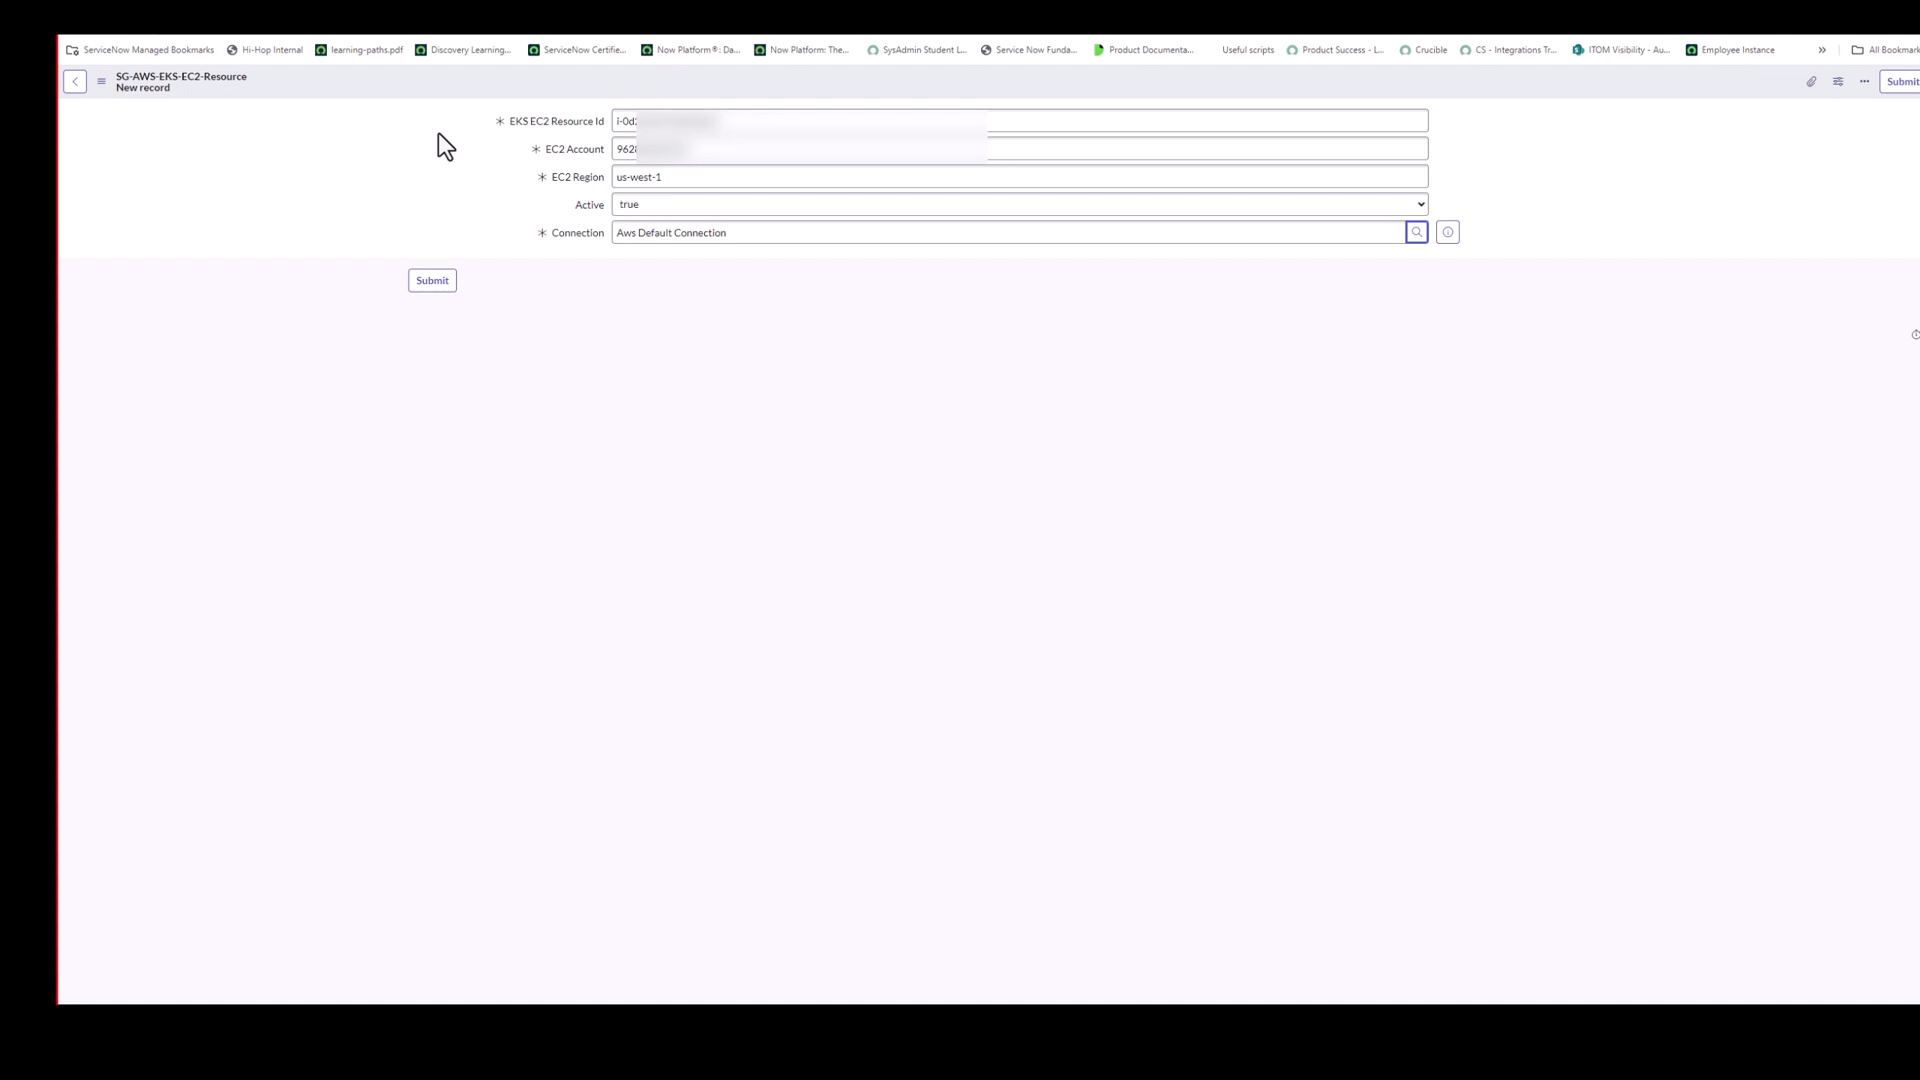 ServiceNow Managed Bookmarks Hi-Hop Internal learning-paths.pdf Discovery Learning... ServiceNow Certifie... Now Platform®: Da... Now Platform: The... SysAdmin Student L... Service Now Funda... Product Documenta... Useful scripts Product Success - L... Crucible CS - Integrations Tr... ITOM Visibility - Au... Employee Instance » All Bookmark
SG-AWS-EKS-EC2-Resource
New record
Submit
EKS EC2 Resource Id i-0d
EC2 Account 962
EC2 Region us-west-1
Active true
Connection Aws Default Connection
Submit